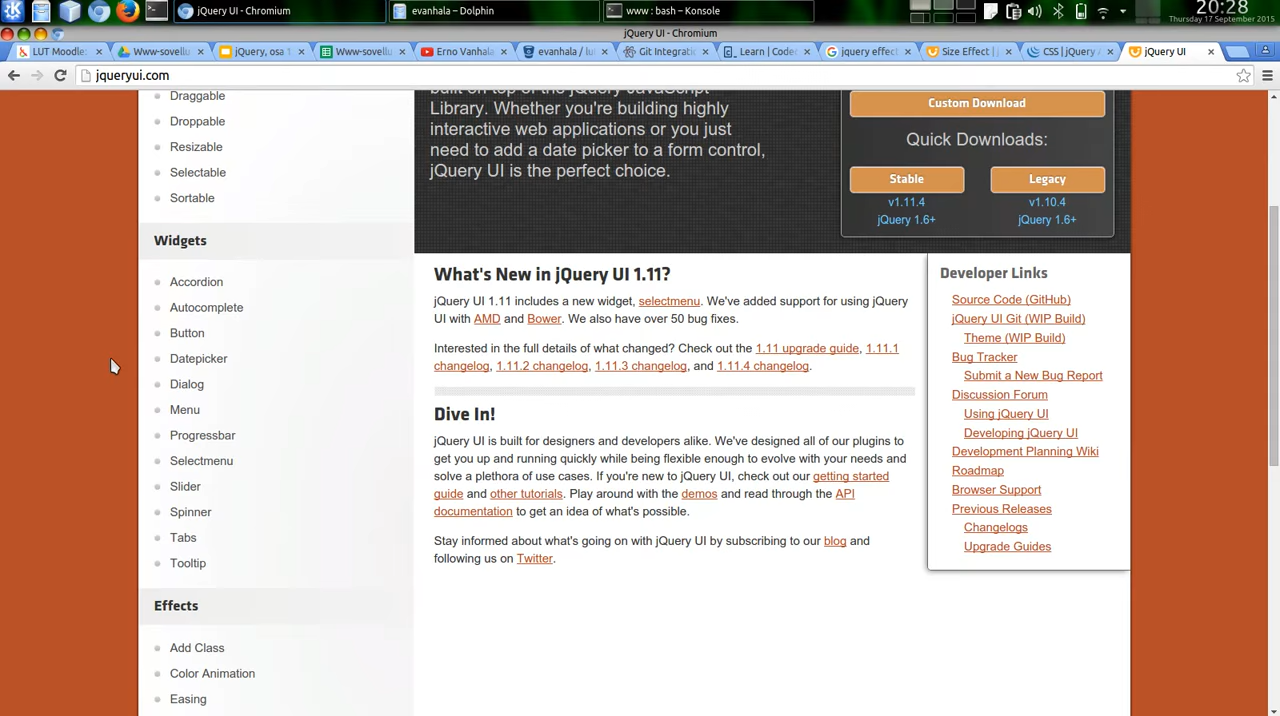 jQuery UI - Chromium
evanhala – Dolphin
www : bash – Konsole
20:28
Thursday 17 September 2015
jQuery UI - Chromium
LUT Moodle:
Www-sovellu
jQuery, osa 1
Www-sovellu
Erno Vanhala
evanhala / lut
Git Integrati
Learn | Codec
jquery effect
Size Effect | j
CSS | jQuery A
jQuery UI
jqueryui.com
Draggable
Droppable
Resizable
Selectable
Sortable
Widgets
Accordion
Autocomplete
Button
Datepicker
Dialog
Menu
Progressbar
Selectmenu
Slider
Spinner
Tabs
Tooltip
Effects
Add Class
Color Animation
Easing
built on top of the jQuery JavaScript
Library. Whether you're building highly
interactive web applications or you just
need to add a date picker to a form control,
jQuery UI is the perfect choice.
Custom Download
Quick Downloads:
Stable
Legacy
v1.11.4
v1.10.4
jQuery 1.6+
jQuery 1.6+
What's New in jQuery UI 1.11?
jQuery UI 1.11 includes a new widget, selectmenu. We've added support for using jQuery
UI with AMD and Bower. We also have over 50 bug fixes.
Interested in the full details of what changed? Check out the 1.11 upgrade guide, 1.11.1
changelog, 1.11.2 changelog, 1.11.3 changelog, and 1.11.4 changelog.
Dive In!
jQuery UI is built for designers and developers alike. We've designed all of our plugins to
get you up and running quickly while being flexible enough to evolve with your needs and
solve a plethora of use cases. If you're new to jQuery UI, check out our getting started
guide and other tutorials. Play around with the demos and read through the API
documentation to get an idea of what's possible.
Stay informed about what's going on with jQuery UI by subscribing to our blog and
following us on Twitter.
Developer Links
Source Code (GitHub)
jQuery UI Git (WIP Build)
Theme (WIP Build)
Bug Tracker
Submit a New Bug Report
Discussion Forum
Using jQuery UI
Developing jQuery UI
Development Planning Wiki
Roadmap
Browser Support
Previous Releases
Changelogs
Upgrade Guides